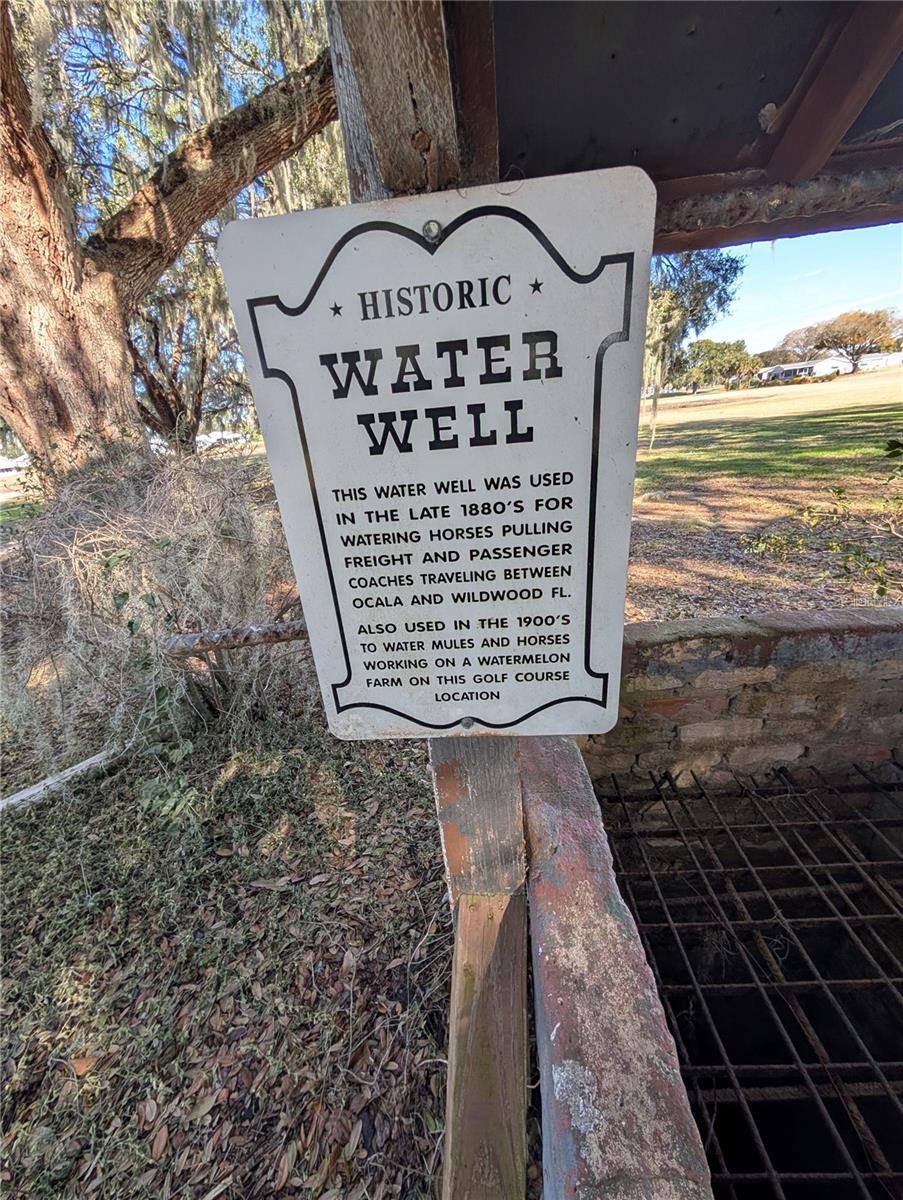 ★ HISTORIC ★
WATER
WELL
THIS WATER WELL WAS USED
IN THE LATE 1880'S FOR
WATERING HORSES PULLING
FREIGHT AND PASSENGER
COACHES TRAVELING BETWEEN
OCALA AND WILDWOOD FL.
ALSO USED IN THE 1900'S
TO WATER MULES AND HORSES
WORKING ON A WATERMELON
FARM ON THIS GOLF COURSE
LOCATION